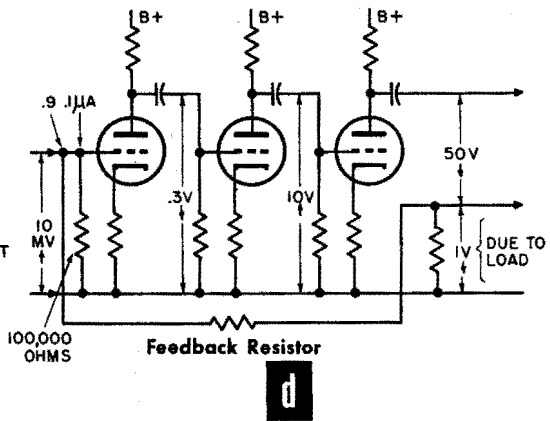 B+ B+ B+
.9 .1μA
10 MV
.3V
10V
50V
1V
DUE TO LOAD
T
100,000 OHMS
Feedback Resistor
d